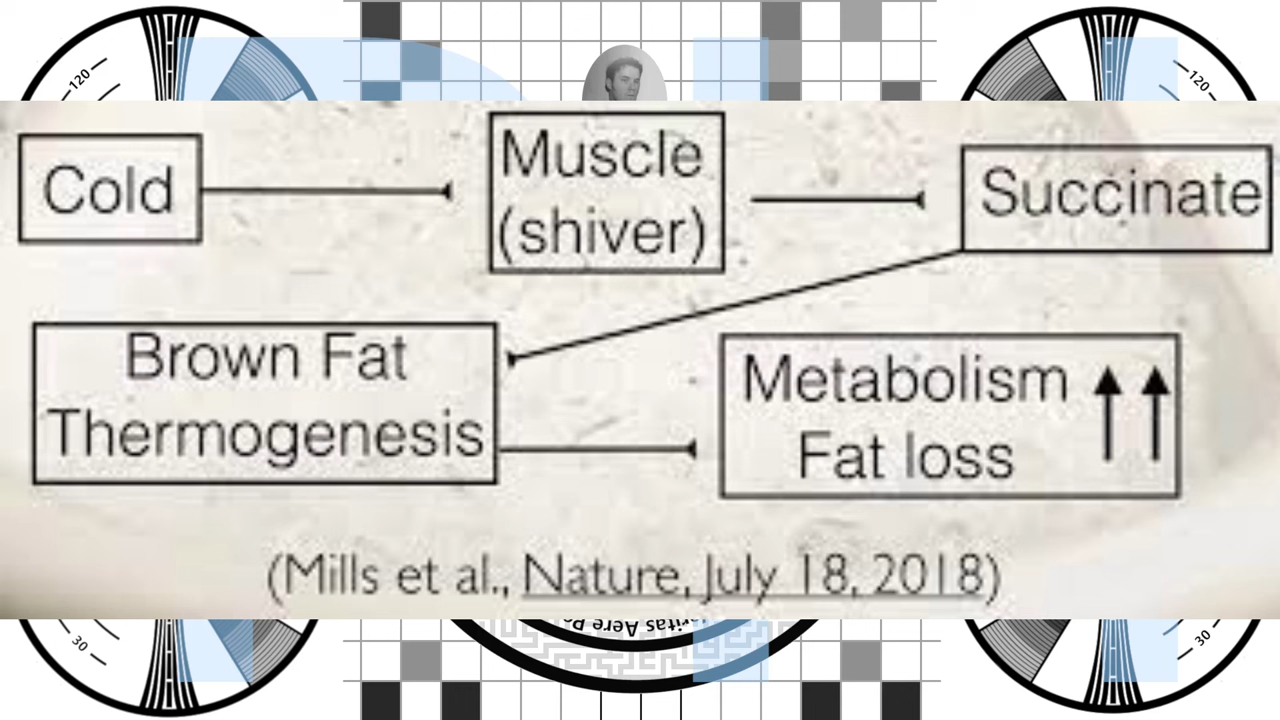 120
120
Cold
Muscle
(shiver)
Succinate
Brown Fat
Thermogenesis
Metabolism
Fat loss
(Mills et al., Nature, July 18, 2018)
30
30